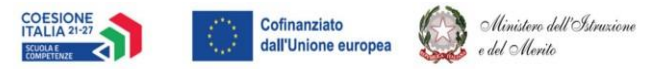 COESIONE
ITALIA 21-27
SCUOLA E
COMPETENZE
Cofinanziato
dall'Unione europea
Ministero dell'Istruzione
e del Merito